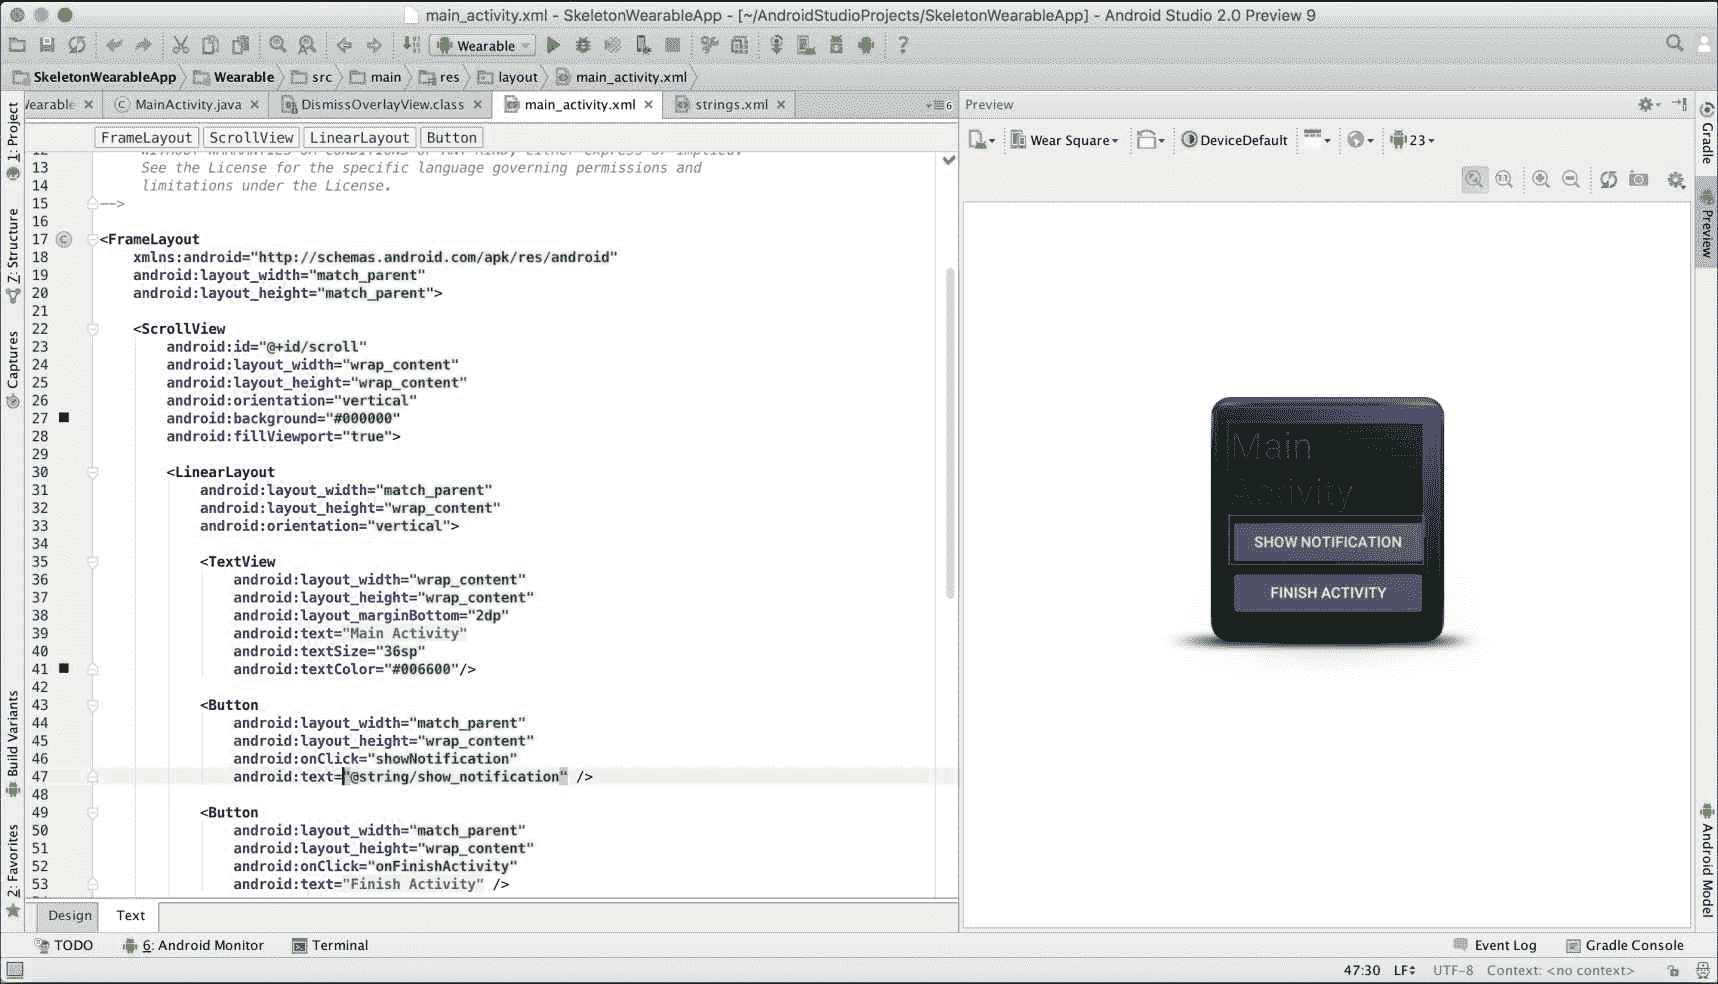 main_activity.xml - SkeletonWearableApp - [~/AndroidStudioProjects/SkeletonWearableApp] - Android Studio 2.0 Preview 9
Wearable
SkeletonWearableApp Wearable src main res layout main_activity.xml
Wearable MainActivity.java DismissOverlayView.class main_activity.xml strings.xml 6
Preview
FrameLayout ScrollView LinearLayout Button
Wear Square DeviceDefault 23
13 See the License for the specific language governing permissions and
14 limitations under the License.
15 -->
16
17 <FrameLayout
18 xmlns:android="http://schemas.android.com/apk/res/android"
19 android:layout_width="match_parent"
20 android:layout_height="match_parent">
21
22 <ScrollView
23 android:id="@+id/scroll"
24 android:layout_width="wrap_content"
25 android:layout_height="wrap_content"
26 android:orientation="vertical"
27 android:background="#000000"
28 android:fillViewport="true">
29
30 <LinearLayout
31 android:layout_width="match_parent"
32 android:layout_height="wrap_content"
33 android:orientation="vertical">
34
35 <TextView
36 android:layout_width="wrap_content"
37 android:layout_height="wrap_content"
38 android:layout_marginBottom="2dp"
39 android:text="Main Activity"
40 android:textSize="36sp"
41 android:textColor="#006600"/>
42
43 <Button
44 android:layout_width="match_parent"
45 android:layout_height="wrap_content"
46 android:onClick="showNotification"
47 android:text="@string/show_notification" />
48
49 <Button
50 android:layout_width="match_parent"
51 android:layout_height="wrap_content"
52 android:onClick="onFinishActivity"
53 android:text="Finish Activity" />
Main
Activity
SHOW NOTIFICATION
FINISH ACTIVITY
1: Project
7: Structure
Captures
Build Variants
2: Favorites
Gradle
Preview
Android Model
Design Text
TODO 6: Android Monitor Terminal Event Log Gradle Console
47:30 LF UTF-8 Context: <no context>